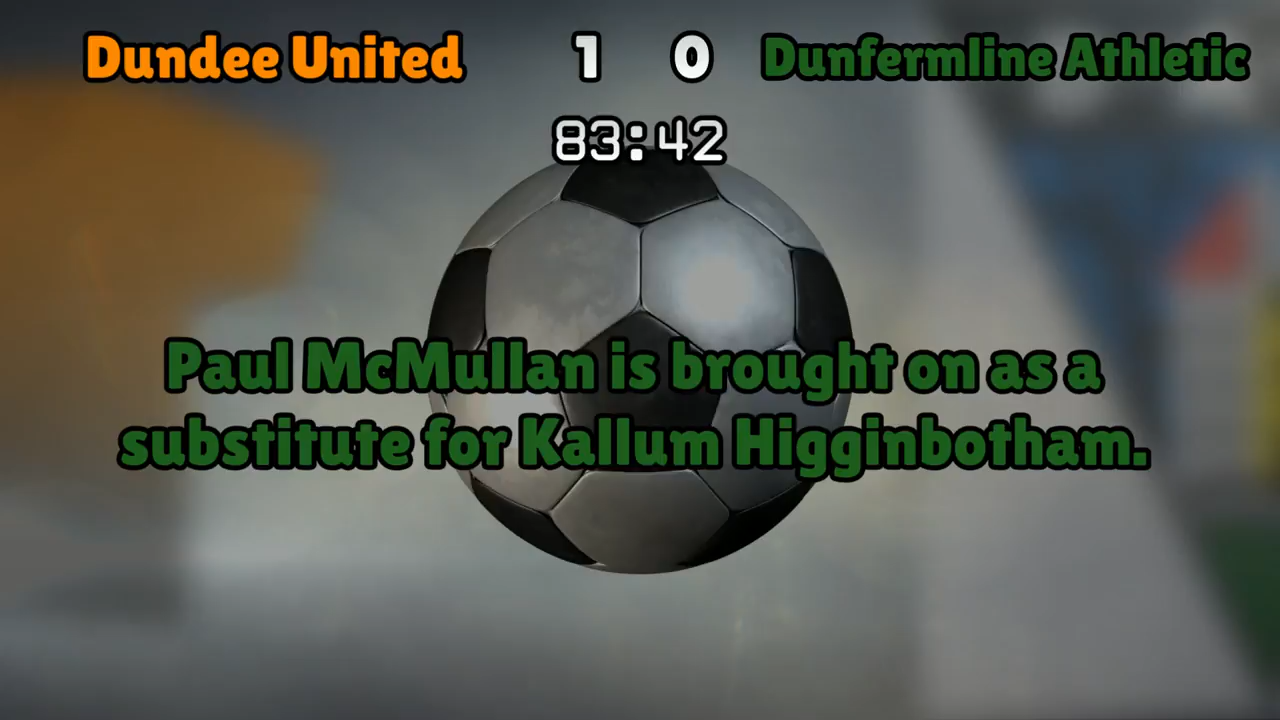 Dundee United 1 0 Dunfermline Athletic
83:42
Paul McMullan is brought on as a
substitute for Kallum Higginbotham.